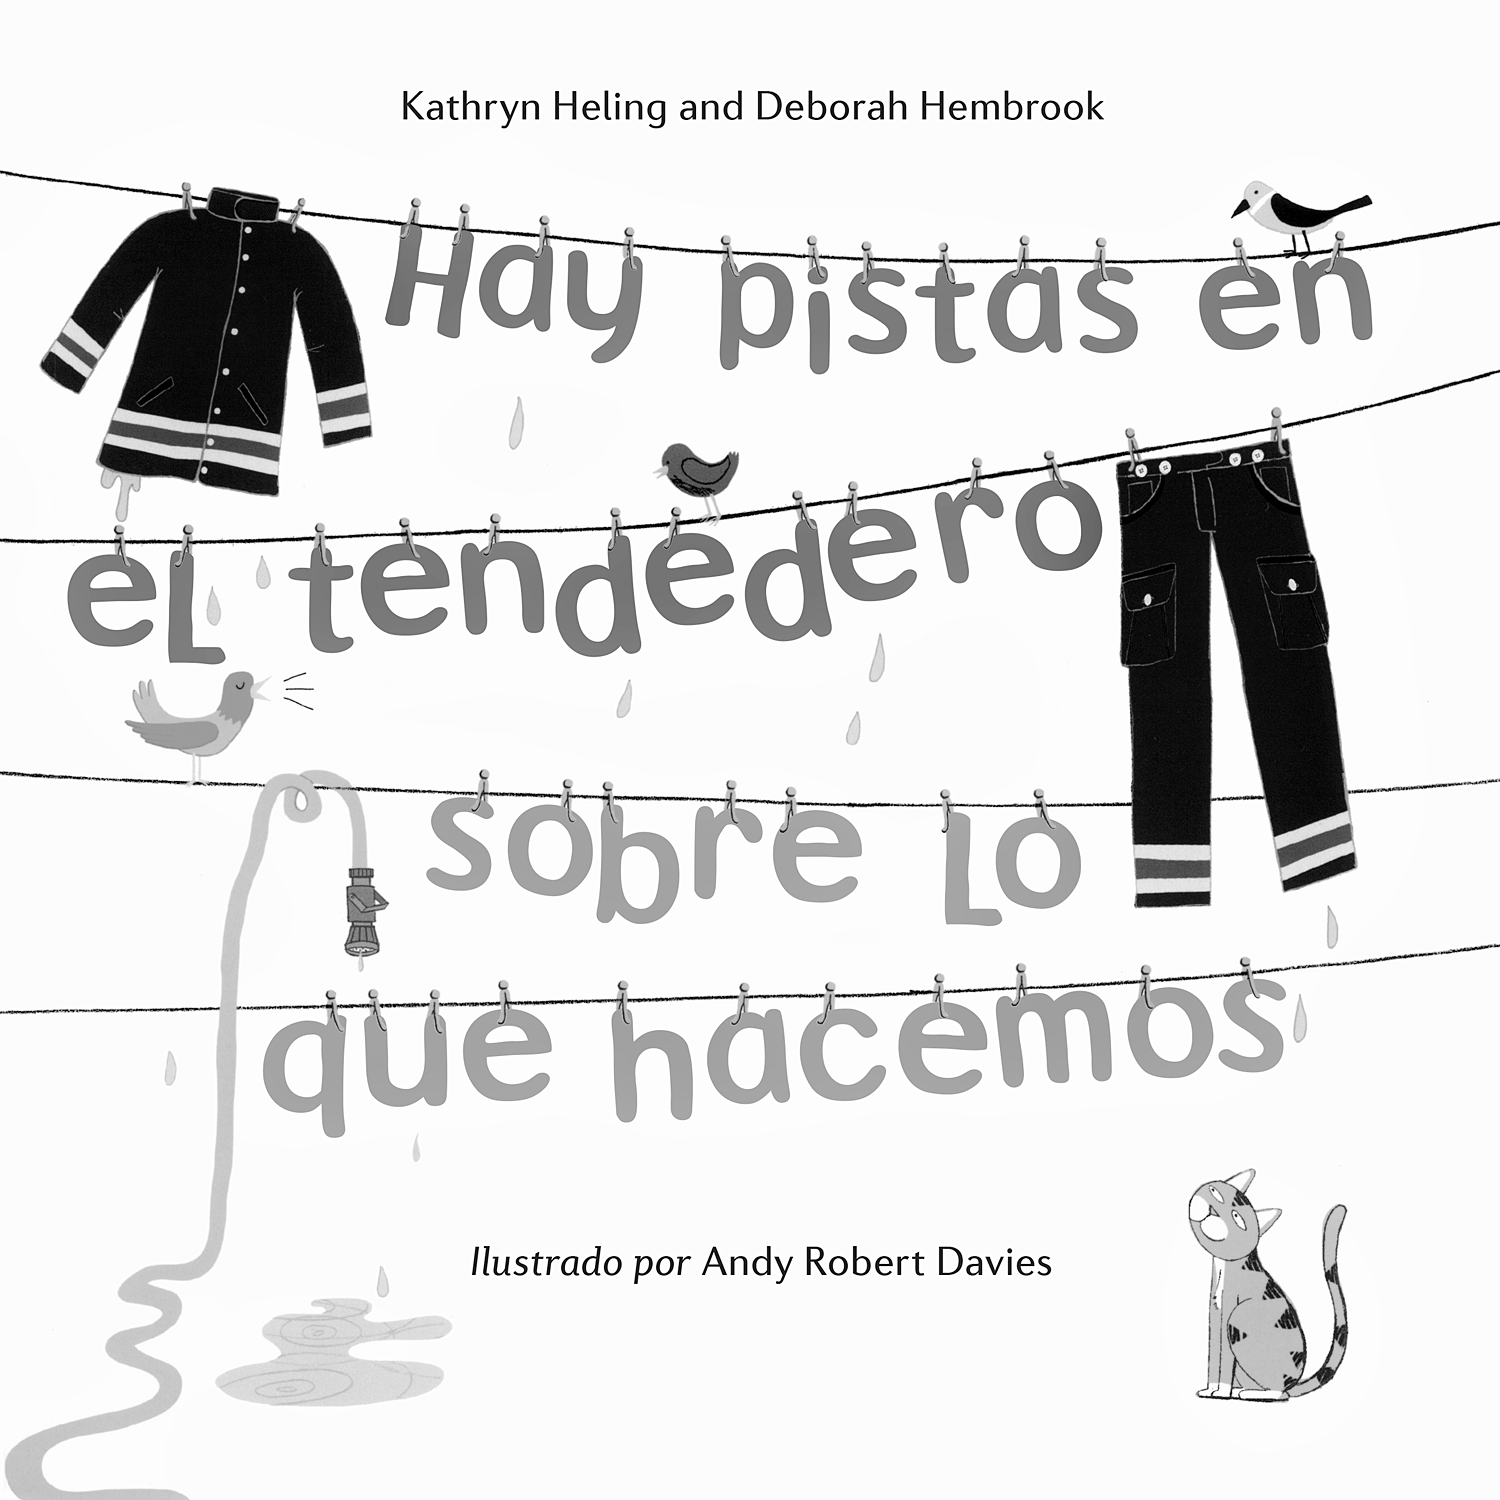 Kathryn Heling and Deborah Hembrook
Hay pistas en
el tendedero
sobre lo
que hacemos
Ilustrado por Andy Robert Davies